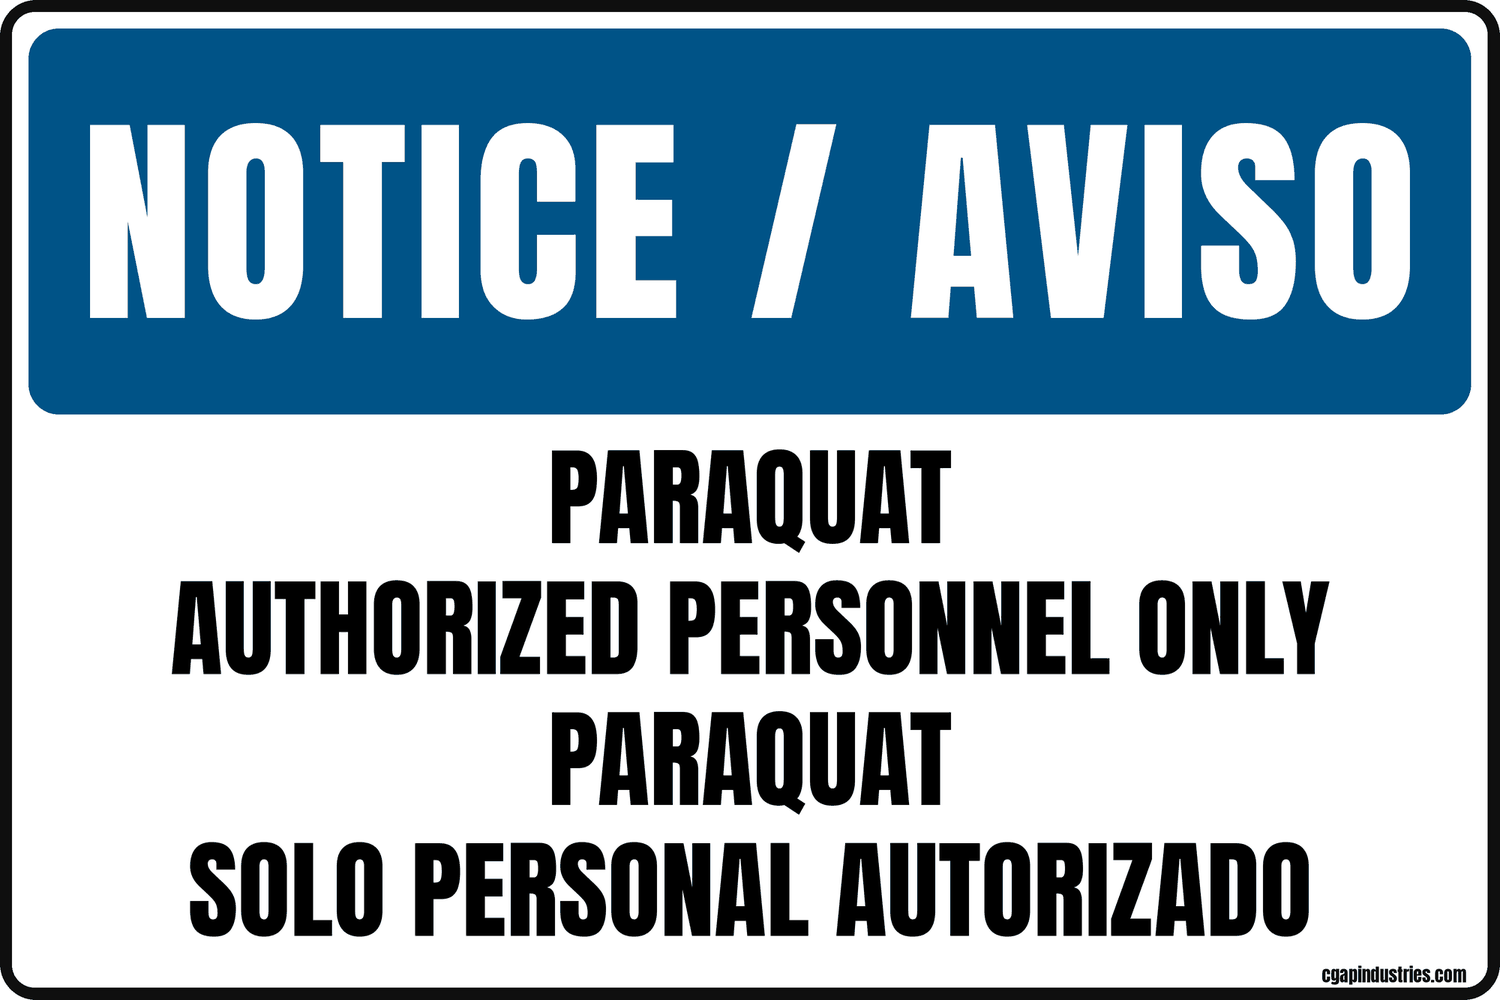 NOTICE / AVISO
PARAQUAT
AUTHORIZED PERSONNEL ONLY
PARAQUAT
SOLO PERSONAL AUTORIZADO
cgapindustries.com